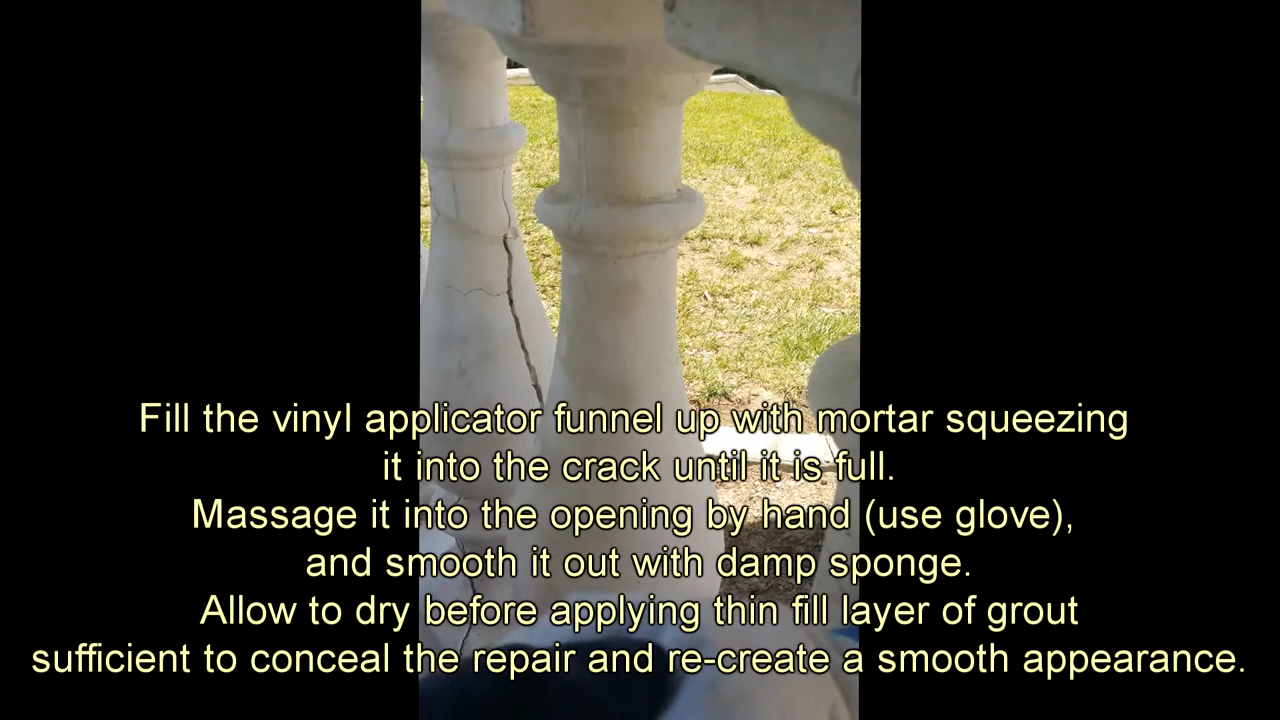 Fill the vinyl applicator funnel up with mortar squeezing
it into the crack until it is full.
Massage it into the opening by hand (use glove),
and smooth it out with damp sponge.
Allow to dry before applying thin fill layer of grout
sufficient to conceal the repair and re-create a smooth appearance.